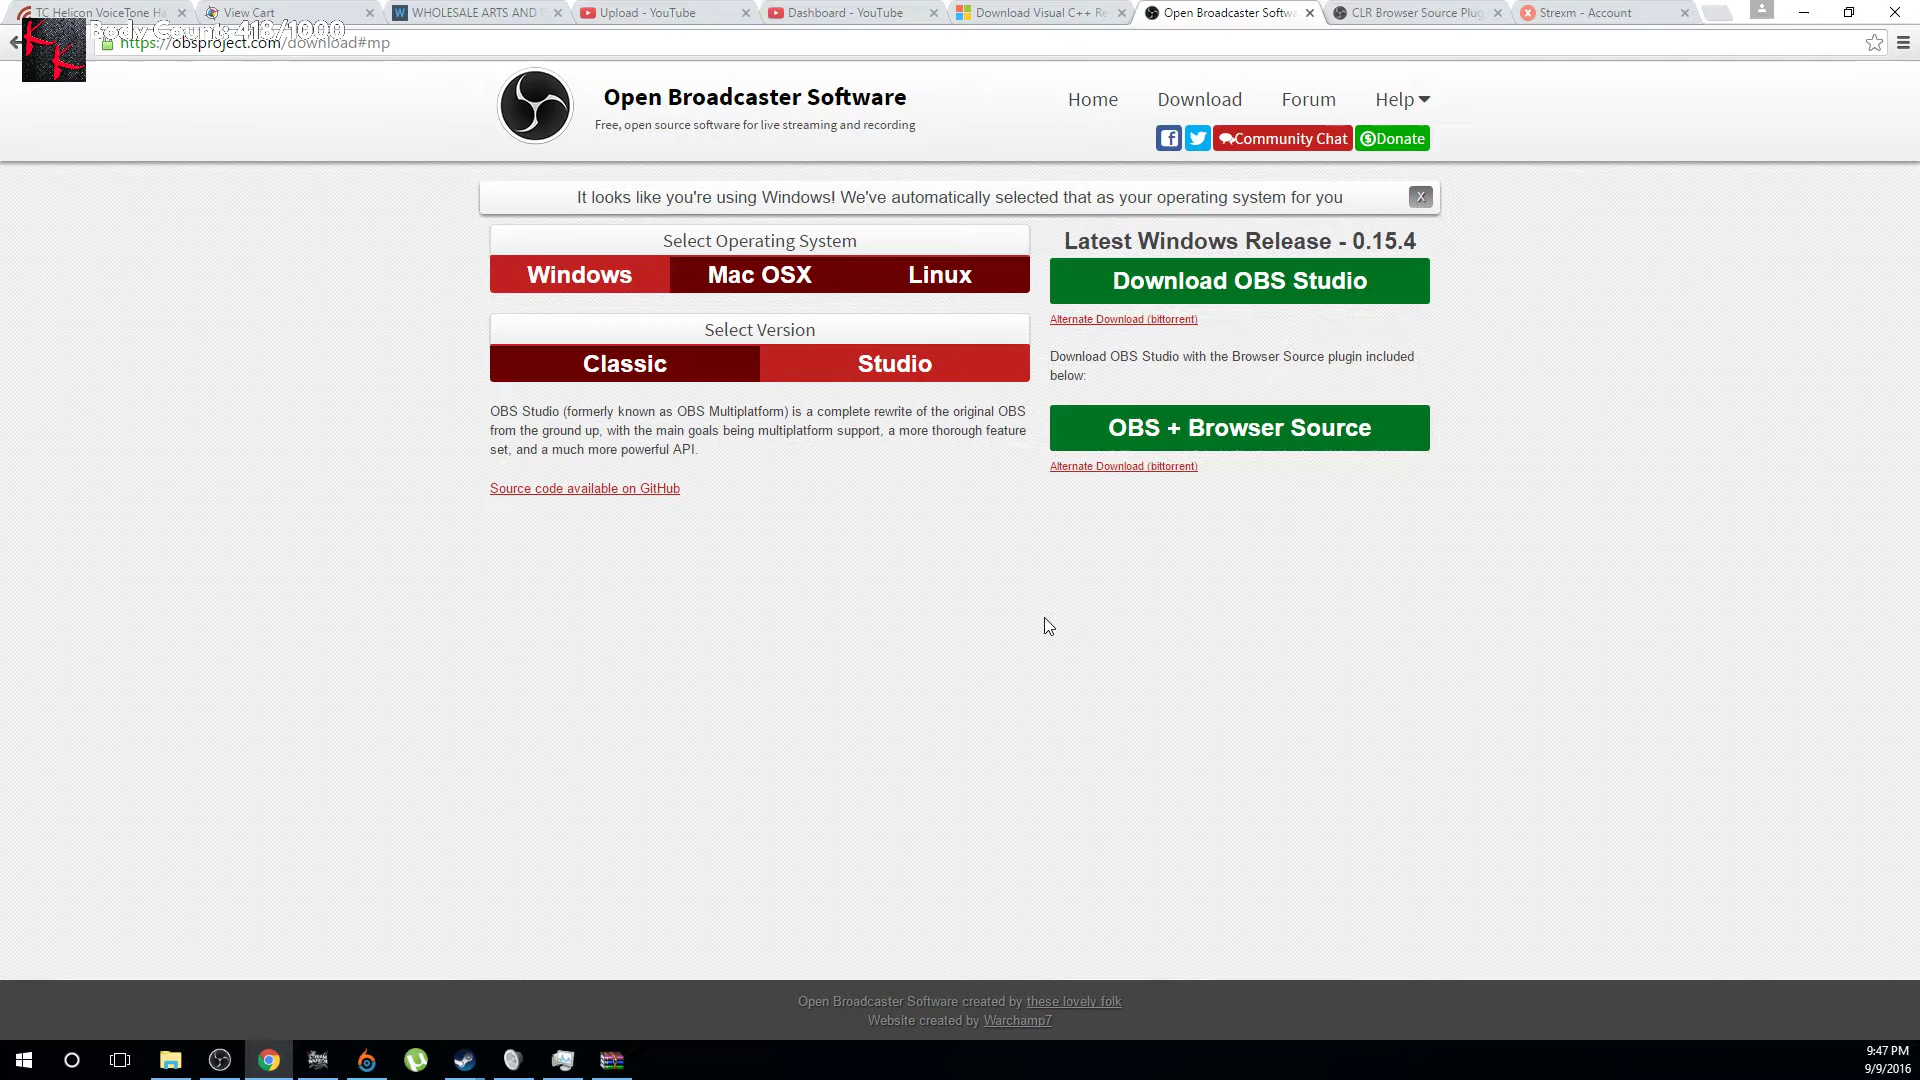 TC Helicon VoiceTone Ha
View Cart
WHOLESALE ARTS AND
Upload - YouTube
Dashboard - YouTube
Download Visual C++ Re
Open Broadcaster Softwa
CLR Browser Source Plug
Strexm - Account
Body Count: 418/1000
https://obsproject.com/download#mp
Open Broadcaster Software
Free, open source software for live streaming and recording
Home
Download
Forum
Help
Community Chat
Donate
It looks like you're using Windows! We've automatically selected that as your operating system for you
X
Select Operating System
Windows
Mac OSX
Linux
Select Version
Classic
Studio
OBS Studio (formerly known as OBS Multiplatform) is a complete rewrite of the original OBS
from the ground up, with the main goals being multiplatform support, a more thorough feature
set, and a much more powerful API.
Source code available on GitHub
Latest Windows Release - 0.15.4
Download OBS Studio
Alternate Download (bittorrent)
Download OBS Studio with the Browser Source plugin included
below:
OBS + Browser Source
Alternate Download (bittorrent)
Open Broadcaster Software created by these lovely folk
Website created by Warchamp7
9:47 PM
9/9/2016